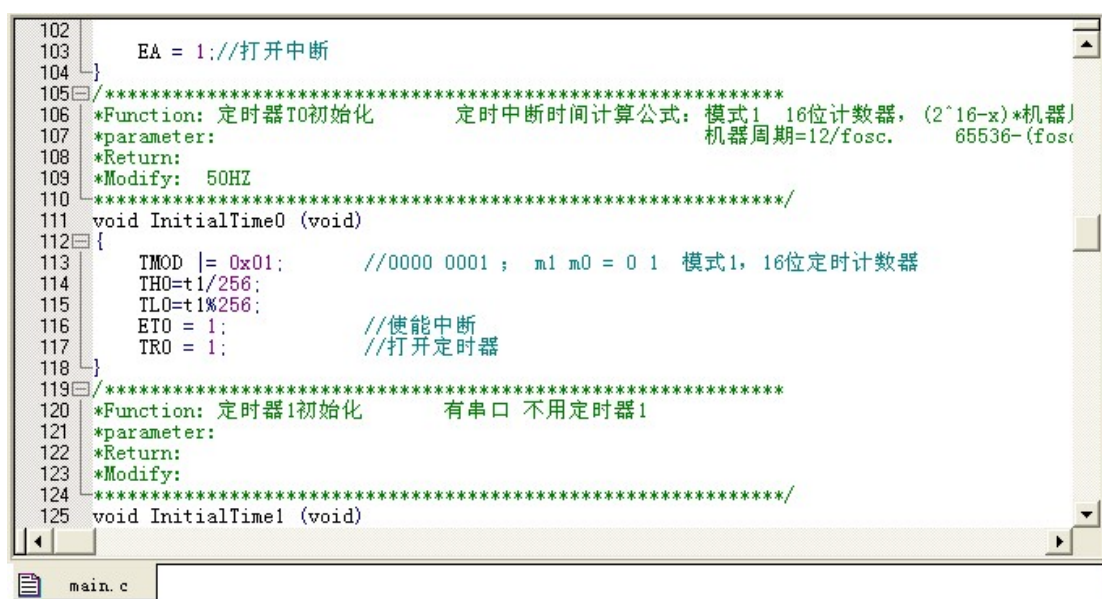 102
103 EA = 1;//打开中断
104 }
105 /***********************************************************
106 *Function: 定时器T0初始化 定时中断时间计算公式: 模式1 16位计数器, (2^16-x)*机器
107 *parameter: 机器周期=12/fosc. 65536-(fos
108 *Return:
109 *Modify: 50HZ
110 ************************************************************/
111 void InitialTime0 (void)
112 {
113 TMOD |= 0x01; //0000 0001 ; m1 m0 = 0 1 模式1, 16位定时计数器
114 TH0=t1/256;
115 TL0=t1%256;
116 ET0 = 1; //使能中断
117 TR0 = 1; //打开定时器
118 }
119 /***********************************************************
120 *Function: 定时器1初始化 有串口 不用定时器1
121 *parameter:
122 *Return:
123 *Modify:
124 ************************************************************/
125 void InitialTime1 (void)
main.c